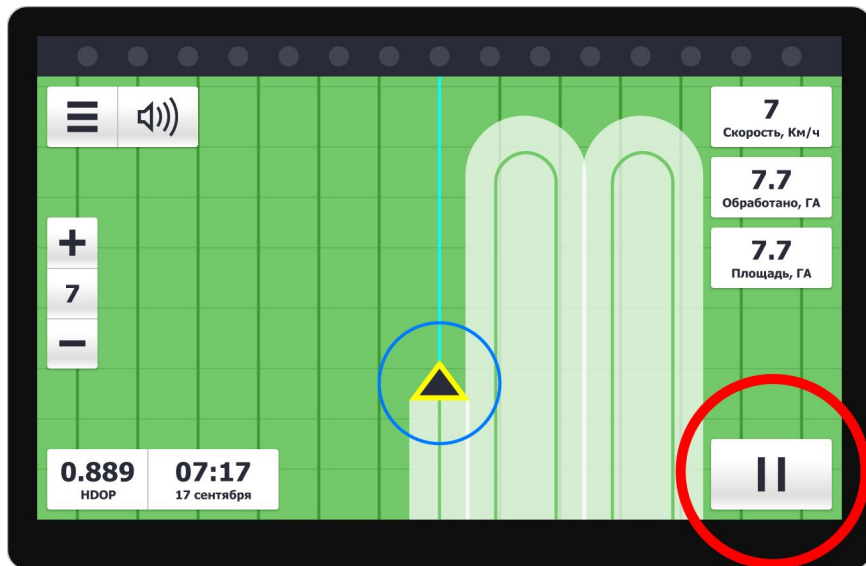 7
Скорость, Км/ч
7.7
Обработано, ГА
7.7
Площадь, ГА
+
7
−
0.889
HDOP
07:17
17 сентября